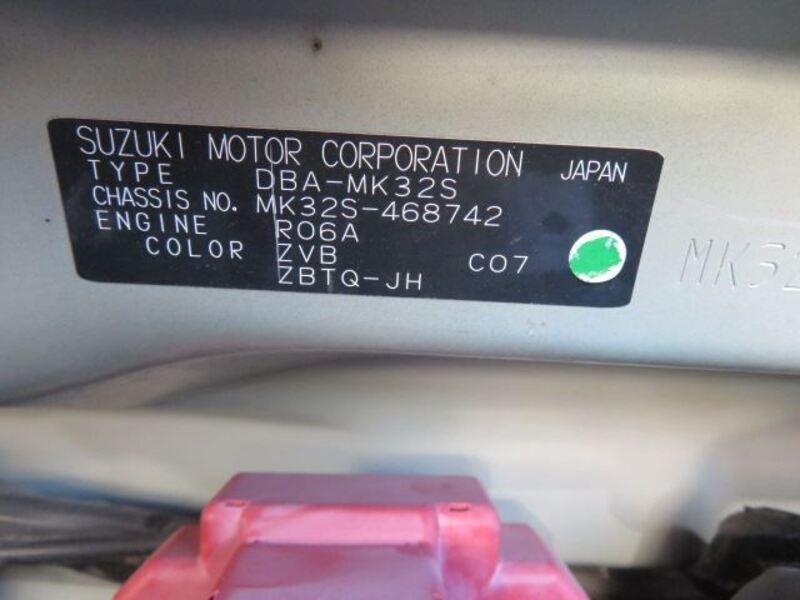 SUZUKI MOTOR CORPORATION JAPAN
TYPE DBA-MK32S
CHASSIS NO. MK32S-468742
ENGINE R06A
COLOR ZVB C07
ZBTQ-JH
MK32